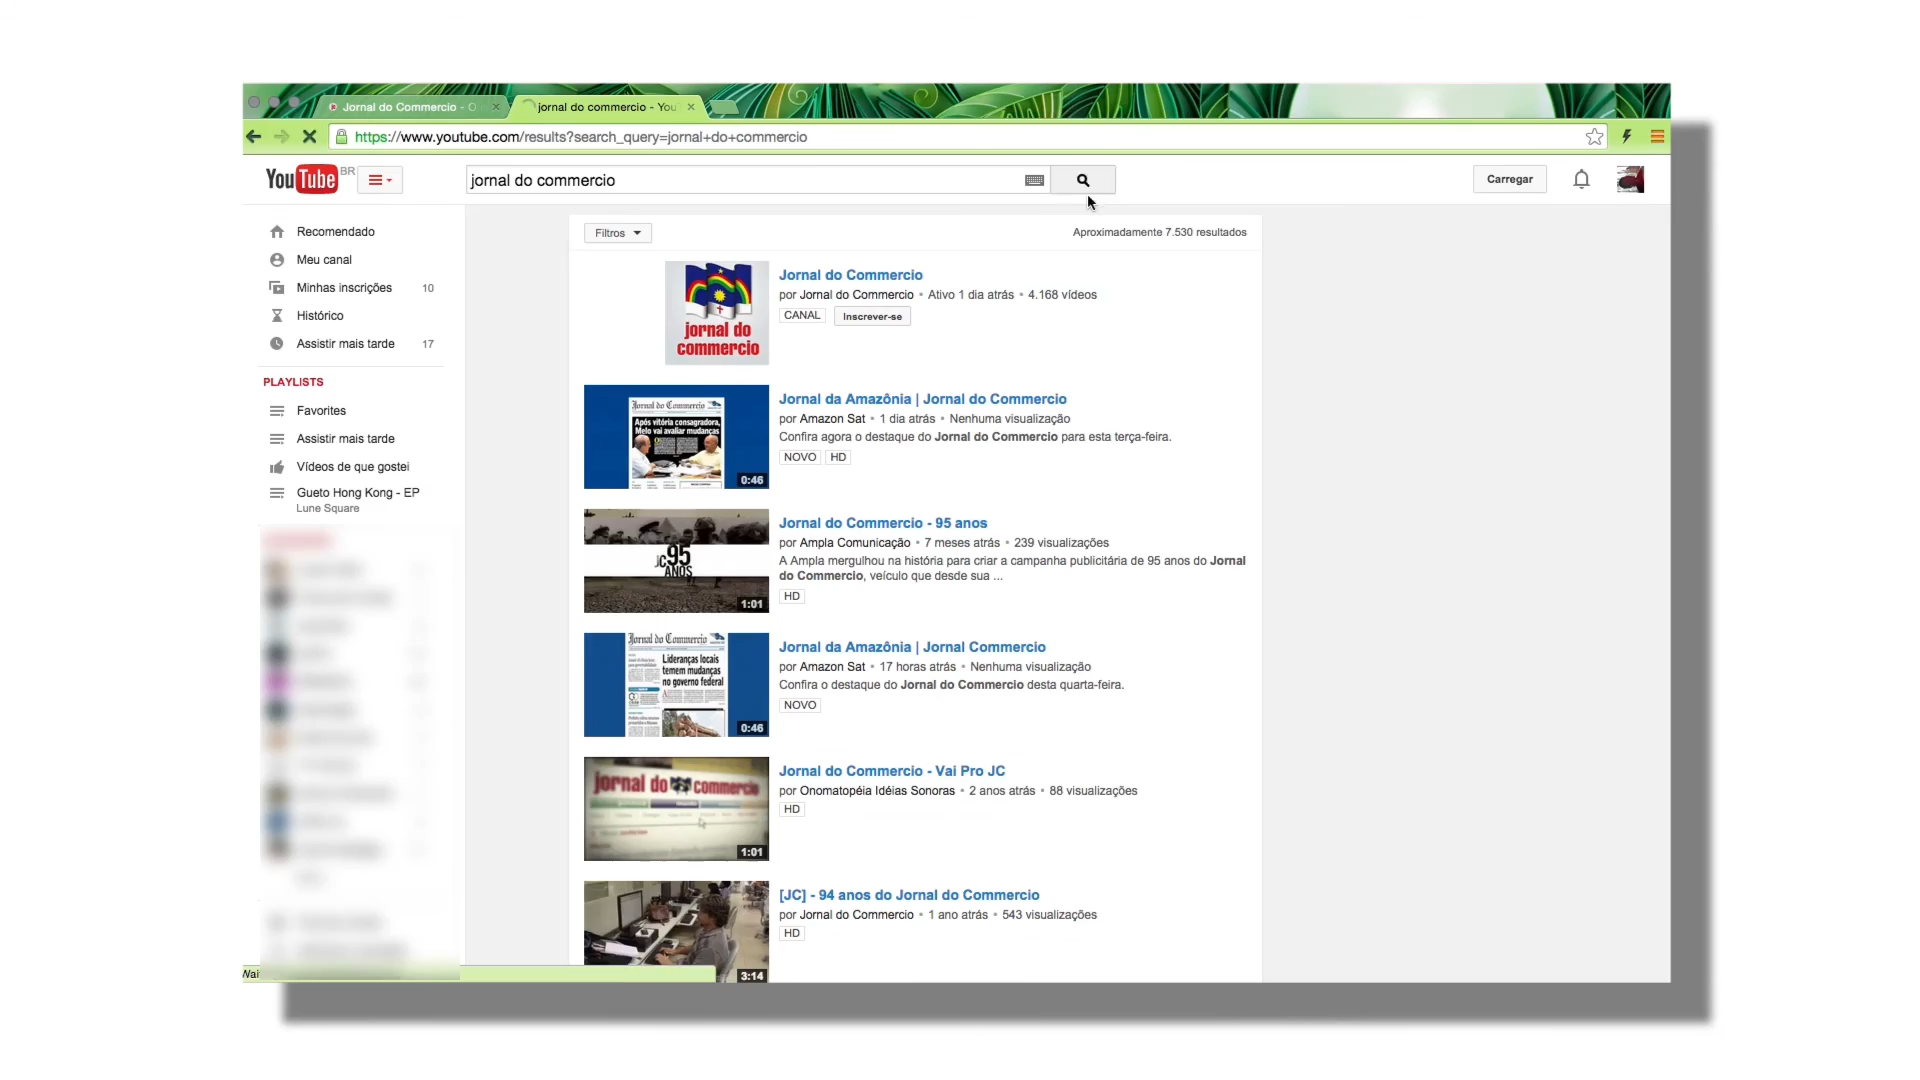 Jornal do Commercio - O
jornal do commercio - You
https://www.youtube.com/results?search_query=jornal+do+commercio
YouTube BR
jornal do commercio
Carregar
Recomendado
Meu canal
Minhas inscrições 10
Histórico
Assistir mais tarde 17
PLAYLISTS
Favorites
Assistir mais tarde
Vídeos de que gostei
Gueto Hong Kong - EP
Lune Square
Wai
Filtros
Aproximadamente 7.530 resultados
jornal do
commercio
Jornal do Commercio
por Jornal do Commercio • Ativo 1 dia atrás • 4.168 vídeos
CANAL Inscrever-se
Jornal do Commercio
Após vitória consagradora,
Melo vai avaliar mudanças
0:46
Jornal da Amazônia | Jornal do Commercio
por Amazon Sat • 1 dia atrás • Nenhuma visualização
Confira agora o destaque do Jornal do Commercio para esta terça-feira.
NOVO HD
JC 95
ANOS
1:01
Jornal do Commercio - 95 anos
por Ampla Comunicação • 7 meses atrás • 239 visualizações
A Ampla mergulhou na história para criar a campanha publicitária de 95 anos do Jornal
do Commercio, veículo que desde sua ...
HD
Jornal do Commercio
Lideranças locais
temem mudanças
no governo federal
0:46
Jornal da Amazônia | Jornal Commercio
por Amazon Sat • 17 horas atrás • Nenhuma visualização
Confira o destaque do Jornal do Commercio desta quarta-feira.
NOVO
jornal do commercio
1:01
Jornal do Commercio - Vai Pro JC
por Onomatopéia Idéias Sonoras • 2 anos atrás • 88 visualizações
HD
3:14
[JC] - 94 anos do Jornal do Commercio
por Jornal do Commercio • 1 ano atrás • 543 visualizações
HD